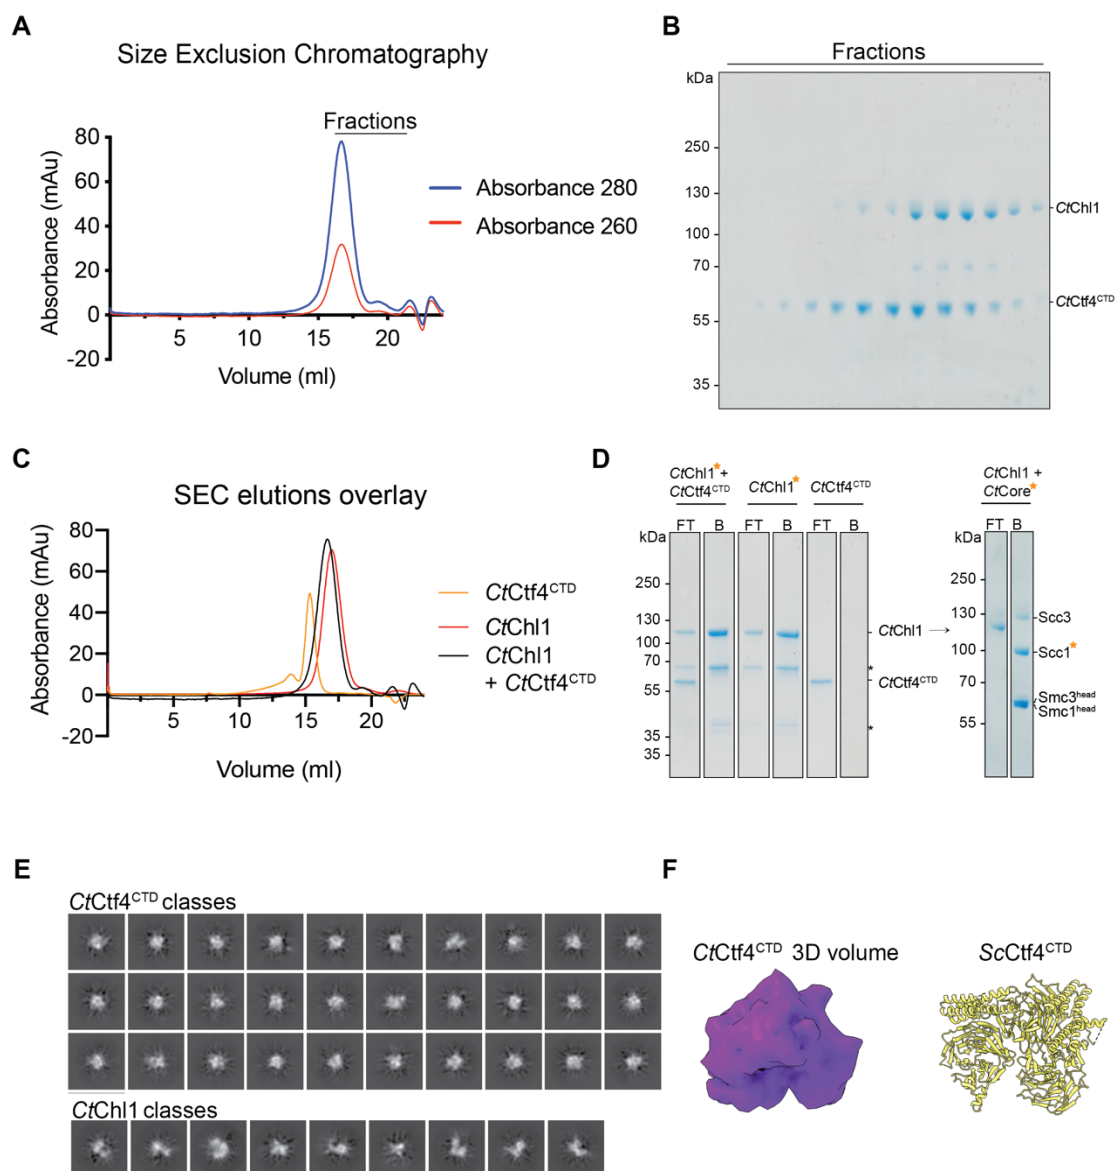 A
Size Exclusion Chromatography
Fractions
Absorbance (mAu)
80
60
40
20
0
-20
5
10
15
20
Volume (ml)
Absorbance 280
Absorbance 260
B
Fractions
kDa
250
130
100
70
55
35
CtChl1
CtCtf4CTD
C
SEC elutions overlay
Absorbance (mAu)
80
60
40
20
0
-20
5
10
15
20
Volume (ml)
CtCtf4CTD
CtChl1
CtChl1
+ CtCtf4CTD
D
CtChl1★ +
CtCtf4CTD
CtChl1★
CtCtf4CTD
FT B FT B FT B
kDa
250
130
100
70
55
35
35
CtChl1 →
*
CtCtf4CTD
*
CtChl1 +
CtCore★
FT B
kDa
250
130
100
70
55
Scc3
Scc1★
Smc3head
Smc1head
E
CtCtf4CTD classes
CtChl1 classes
F
CtCtf4CTD 3D volume
ScCtf4CTD